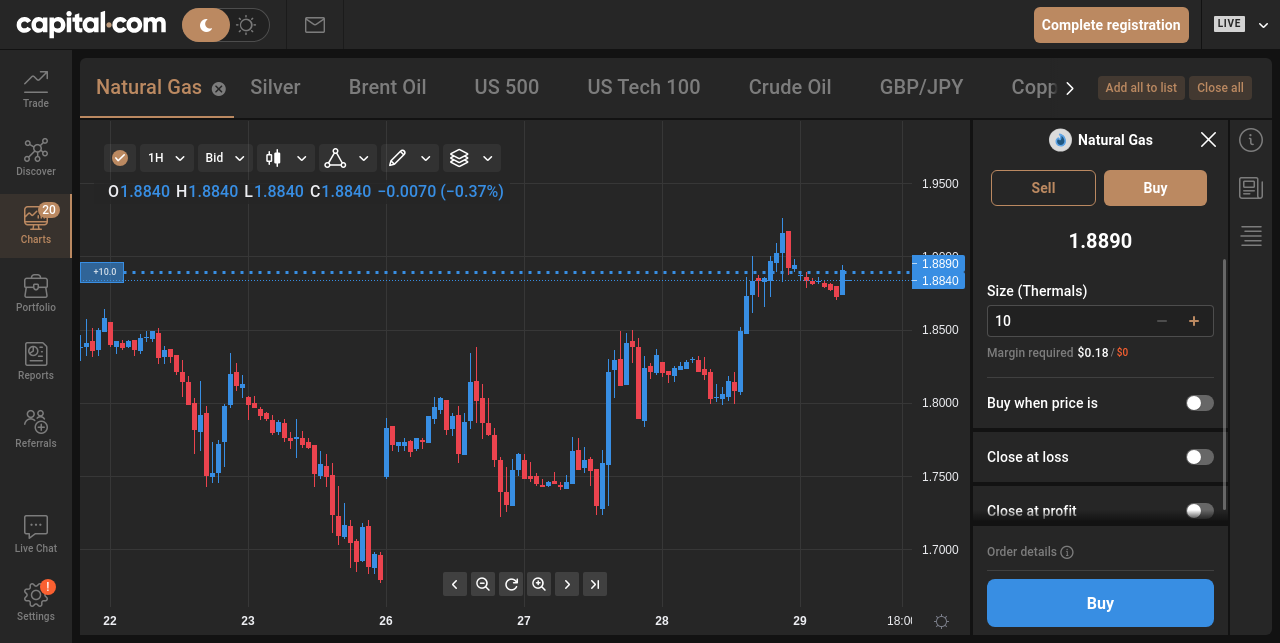 capital.com
Complete registration
LIVE
Trade
Discover
20
Charts
Portfolio
Reports
Referrals
Live Chat
!
Settings
Natural Gas
Silver
Brent Oil
US 500
US Tech 100
Crude Oil
GBP/JPY
Copp
Add all to list
Close all
1H
Bid
O1.8840 H1.8840 L1.8840 C1.8840 −0.0070 (−0.37%)
+10.0
1.9500
1.9000
1.8890
1.8840
1.8500
1.8000
1.7500
1.7000
22
23
26
27
28
29
18:0
Natural Gas
Sell
Buy
1.8890
Size (Thermals)
10
Margin required $0.18 / $0
Buy when price is
Close at loss
Close at profit
Order details
Buy